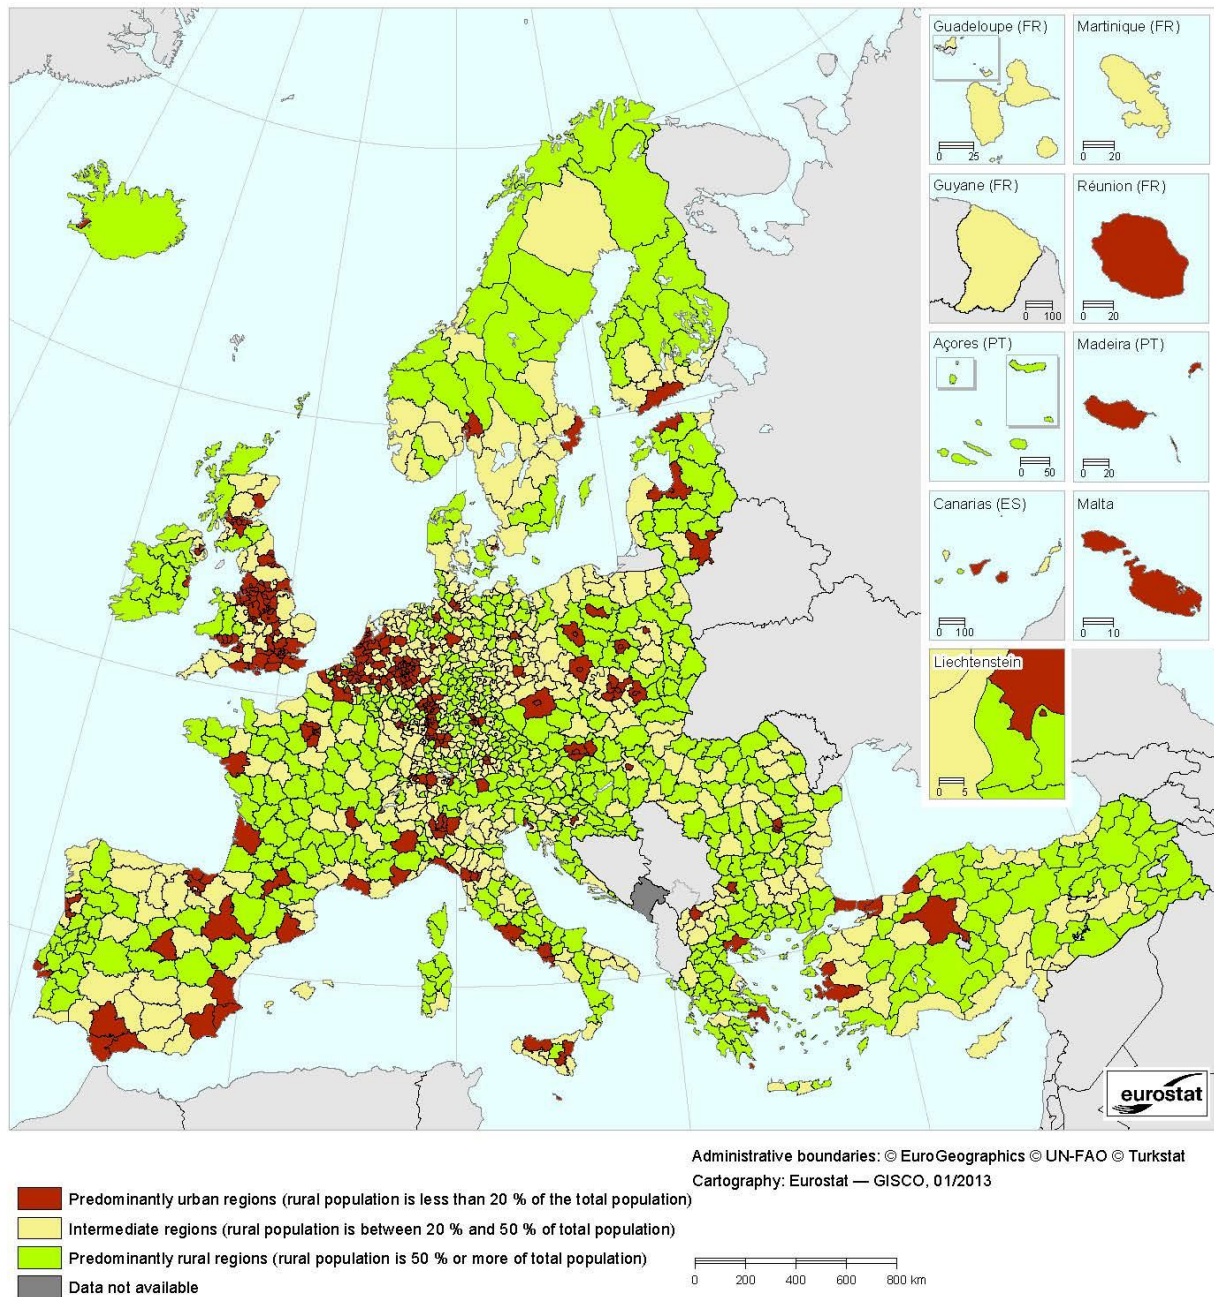 Guadeloupe (FR)
0 25
Martinique (FR)
0 20
Guyane (FR)
0 100
Réunion (FR)
0 20
Açores (PT)
0 50
Madeira (PT)
0 20
Canarias (ES)
0 100
Malta
0 10
Liechtenstein
0 5
eurostat
Administrative boundaries: © EuroGeographics © UN-FAO © Turkstat
Cartography: Eurostat — GISCO, 01/2013
Predominantly urban regions (rural population is less than 20 % of the total population)
Intermediate regions (rural population is between 20 % and 50 % of total population)
Predominantly rural regions (rural population is 50 % or more of total population)
Data not available
0 200 400 600 800 km